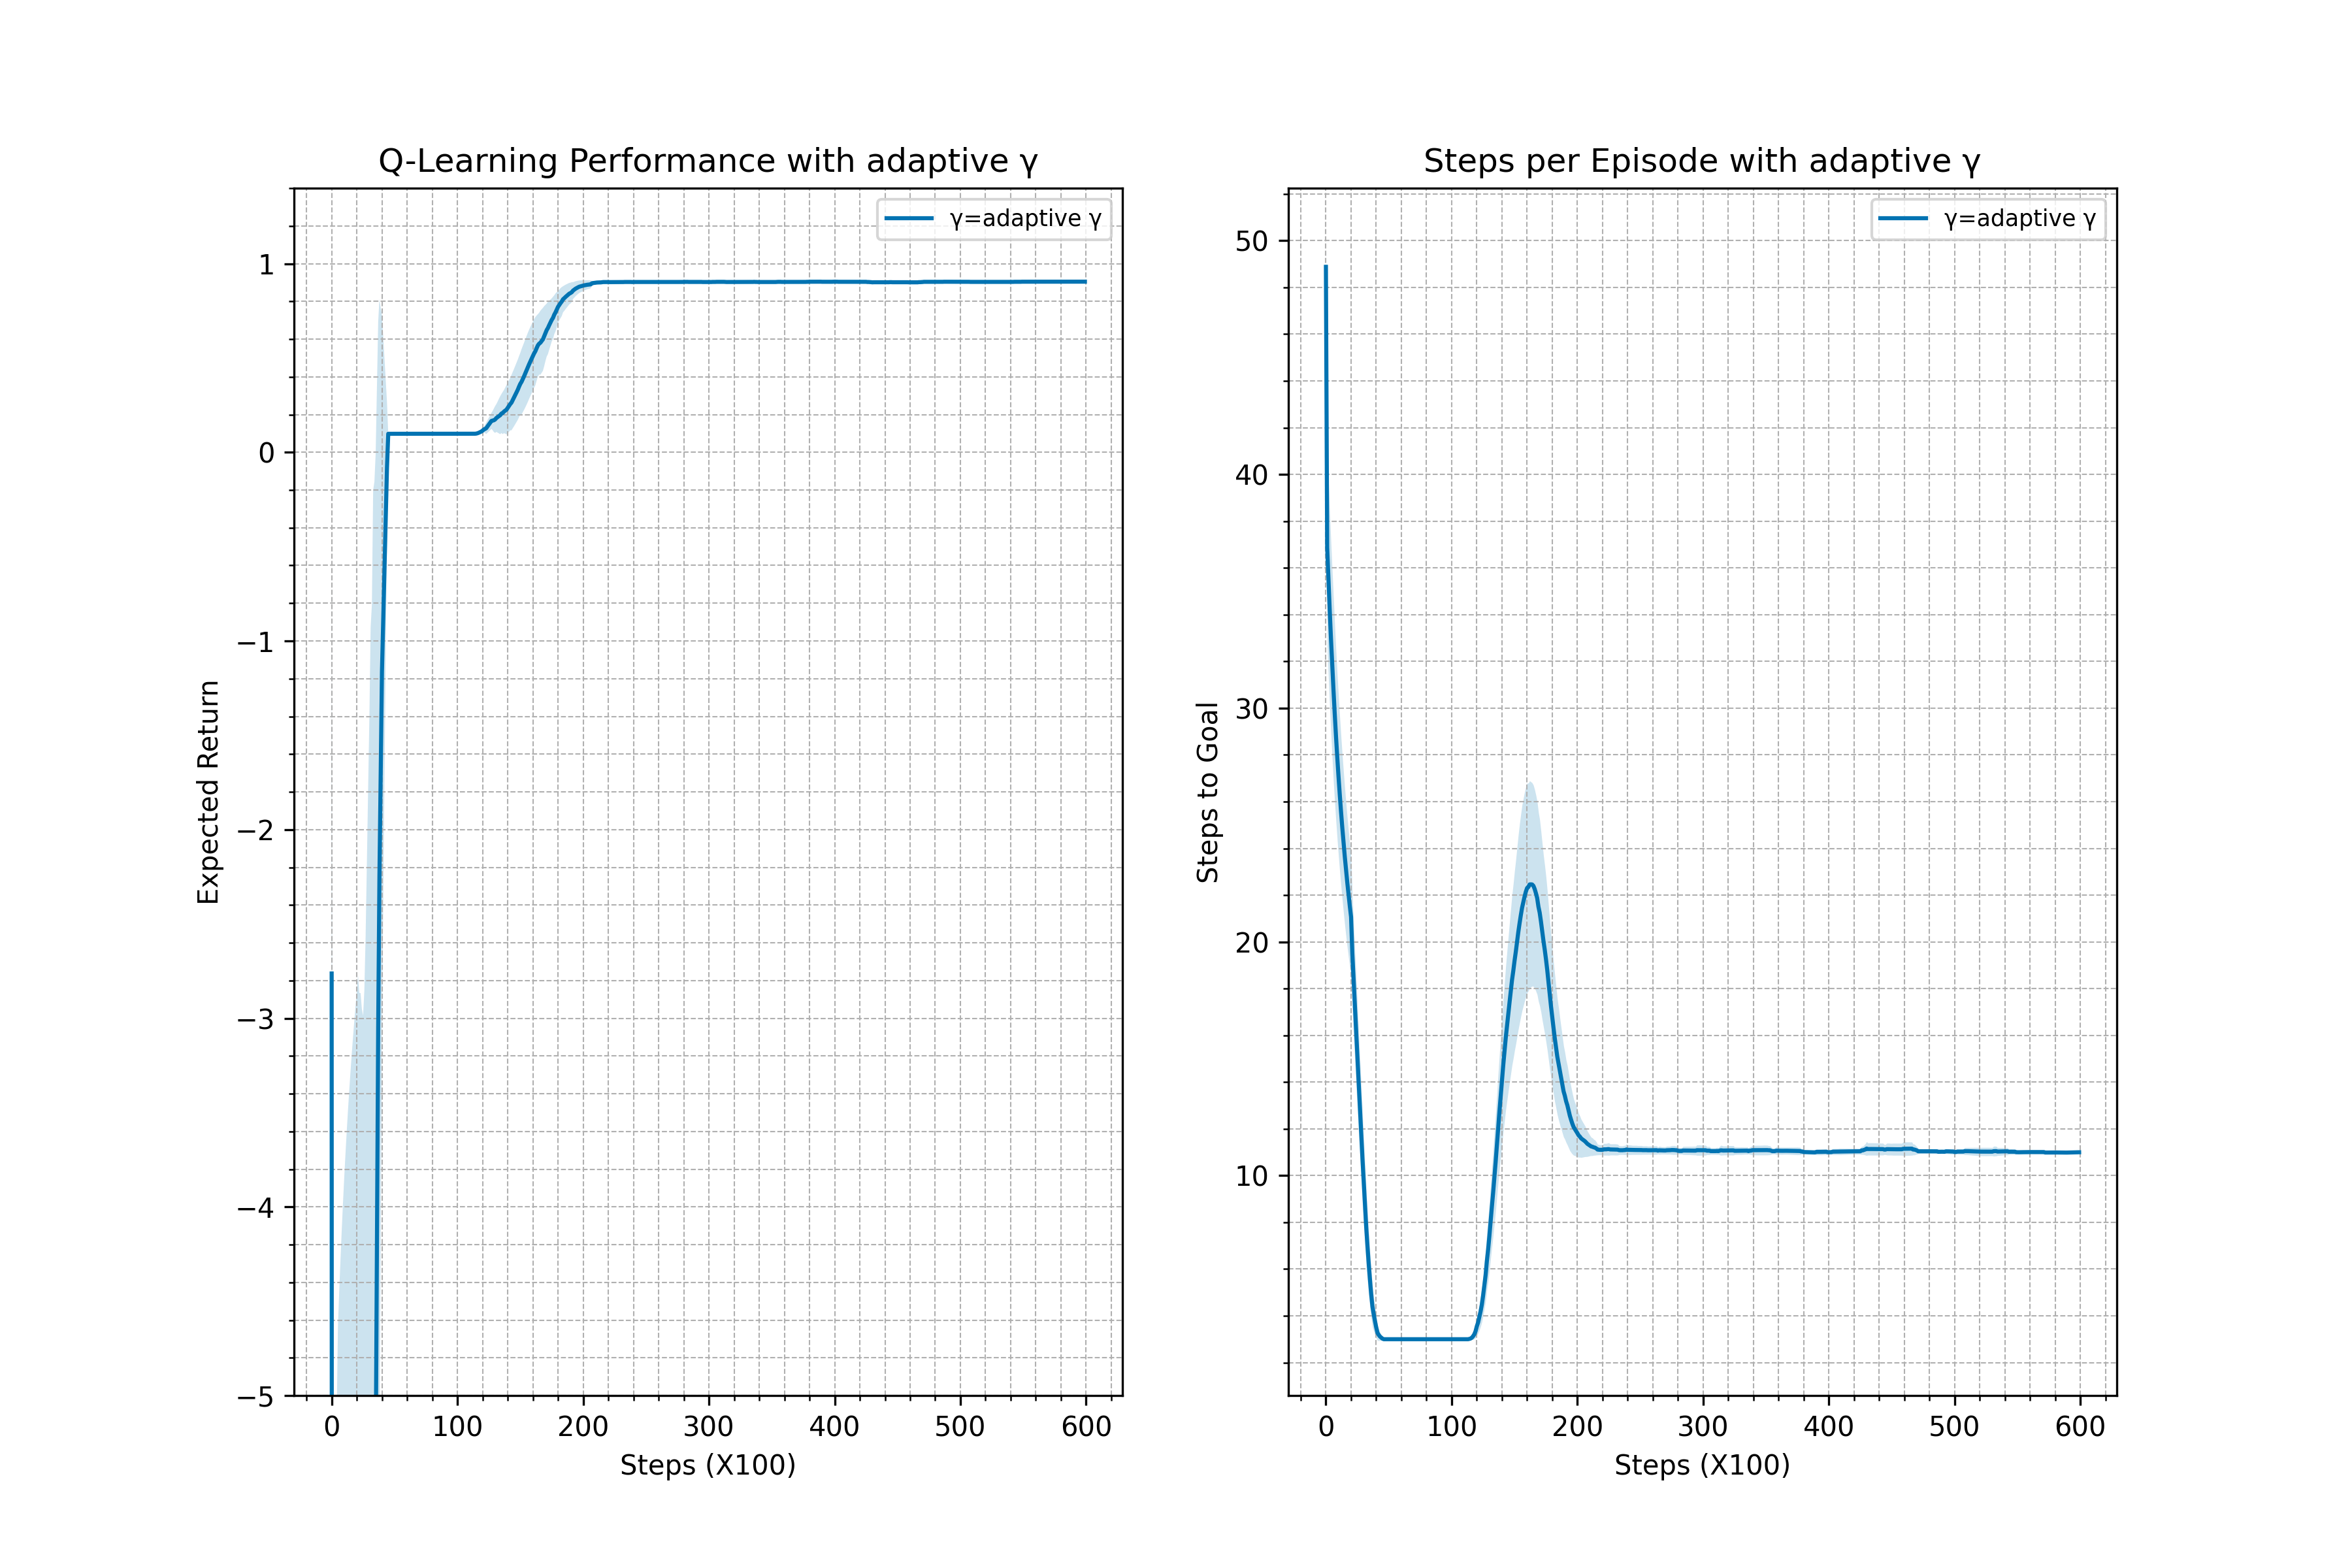 Q-Learning Performance with adaptive γ
γ=adaptive γ
1
0
−1
−2
−3
−4
−5
Expected Return
0 100 200 300 400 500 600
Steps (X100)
Steps per Episode with adaptive γ
γ=adaptive γ
50
40
30
20
10
Steps to Goal
0 100 200 300 400 500 600
Steps (X100)